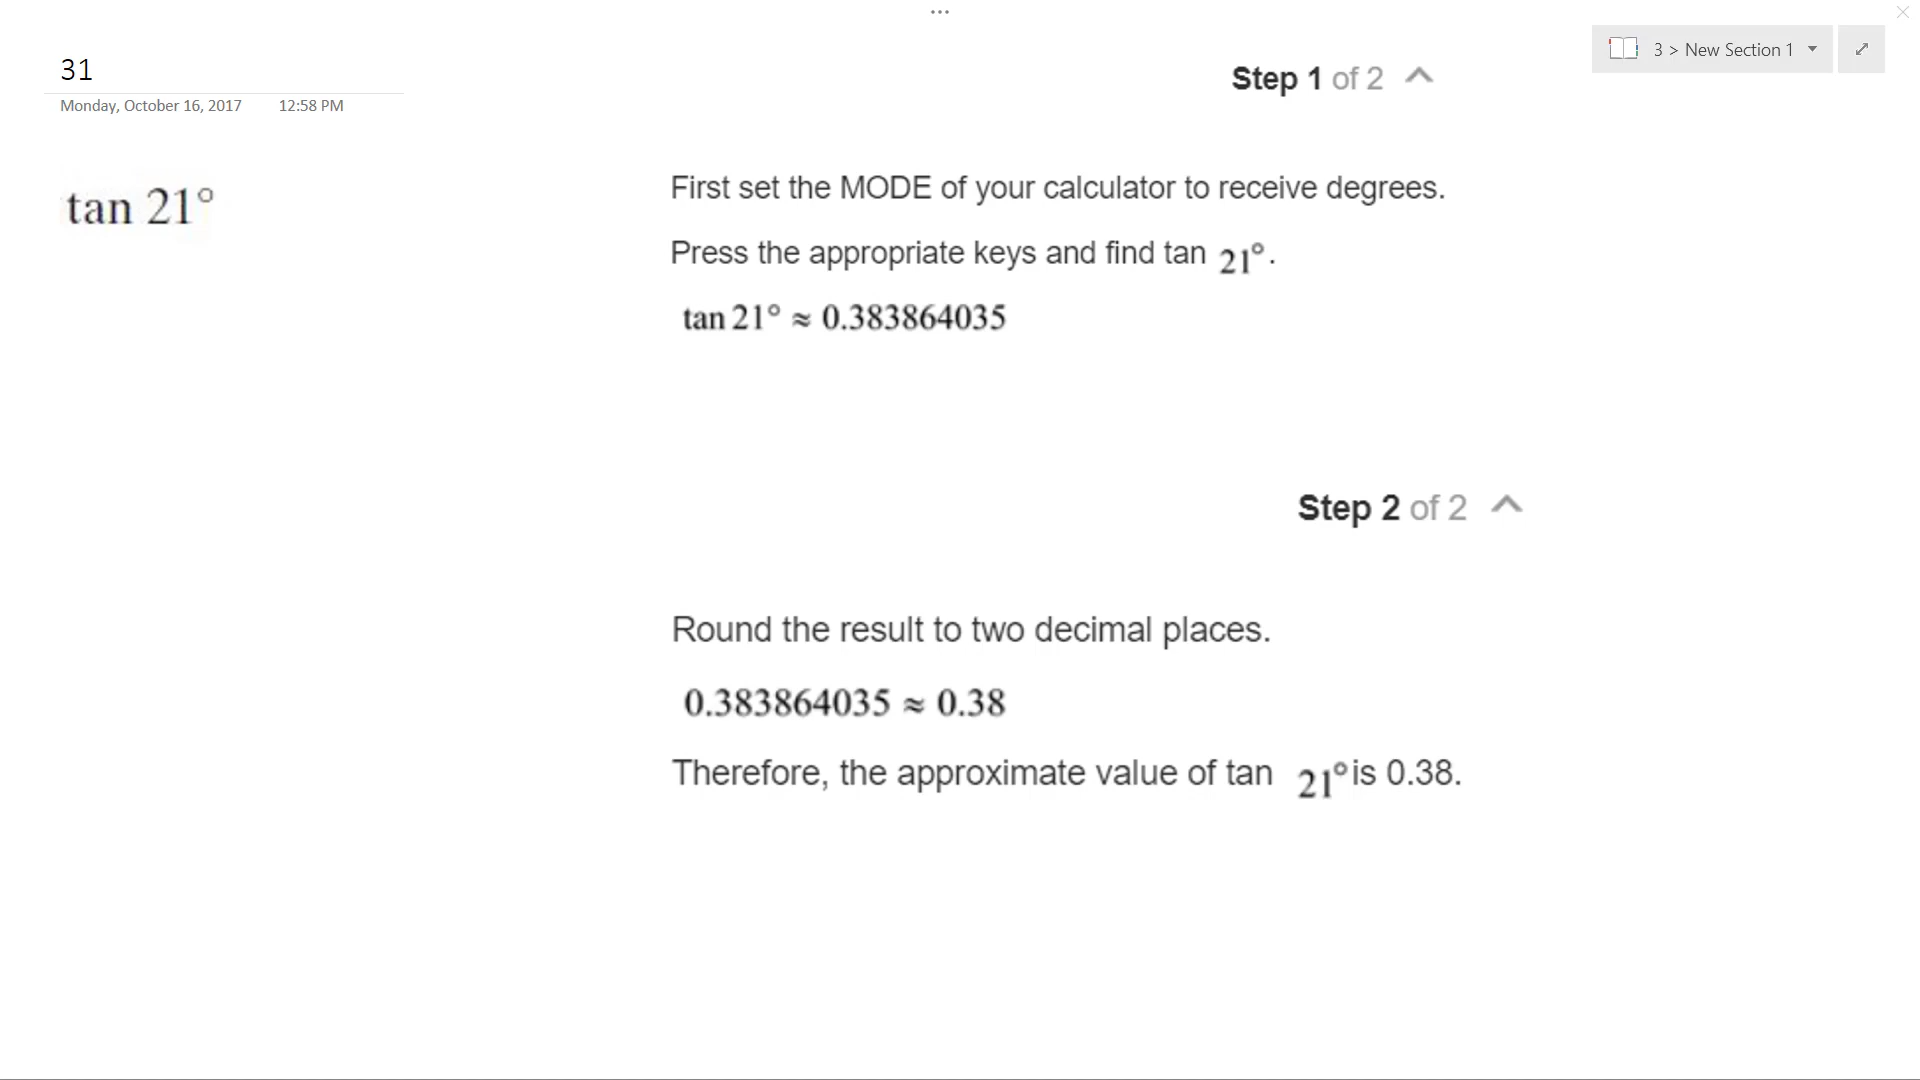 ...
3 > New Section 1
31
Monday, October 16, 2017 12:58 PM
tan 21°
Step 1 of 2
First set the MODE of your calculator to receive degrees.
Press the appropriate keys and find tan 21°.
tan 21° ≈ 0.383864035
Step 2 of 2
Round the result to two decimal places.
0.383864035 ≈ 0.38
Therefore, the approximate value of tan 21° is 0.38.